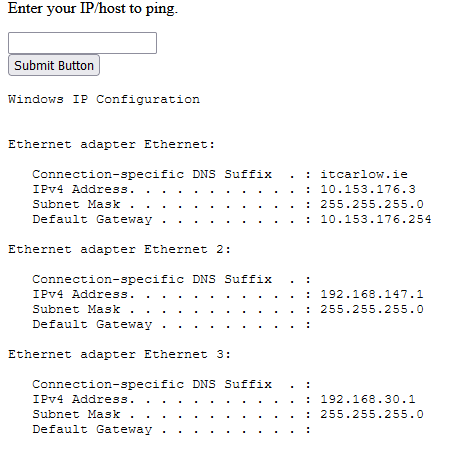 Enter your IP/host to ping.
Submit Button
Windows IP Configuration
Ethernet adapter Ethernet:
Connection-specific DNS Suffix . : itcarlow.ie
IPv4 Address. . . . . . . . . . . : 10.153.176.3
Subnet Mask . . . . . . . . . . . : 255.255.255.0
Default Gateway . . . . . . . . . : 10.153.176.254
Ethernet adapter Ethernet 2:
Connection-specific DNS Suffix . :
IPv4 Address. . . . . . . . . . . : 192.168.147.1
Subnet Mask . . . . . . . . . . . : 255.255.255.0
Default Gateway . . . . . . . . . :
Ethernet adapter Ethernet 3:
Connection-specific DNS Suffix . :
IPv4 Address. . . . . . . . . . . : 192.168.30.1
Subnet Mask . . . . . . . . . . . : 255.255.255.0
Default Gateway . . . . . . . . . :